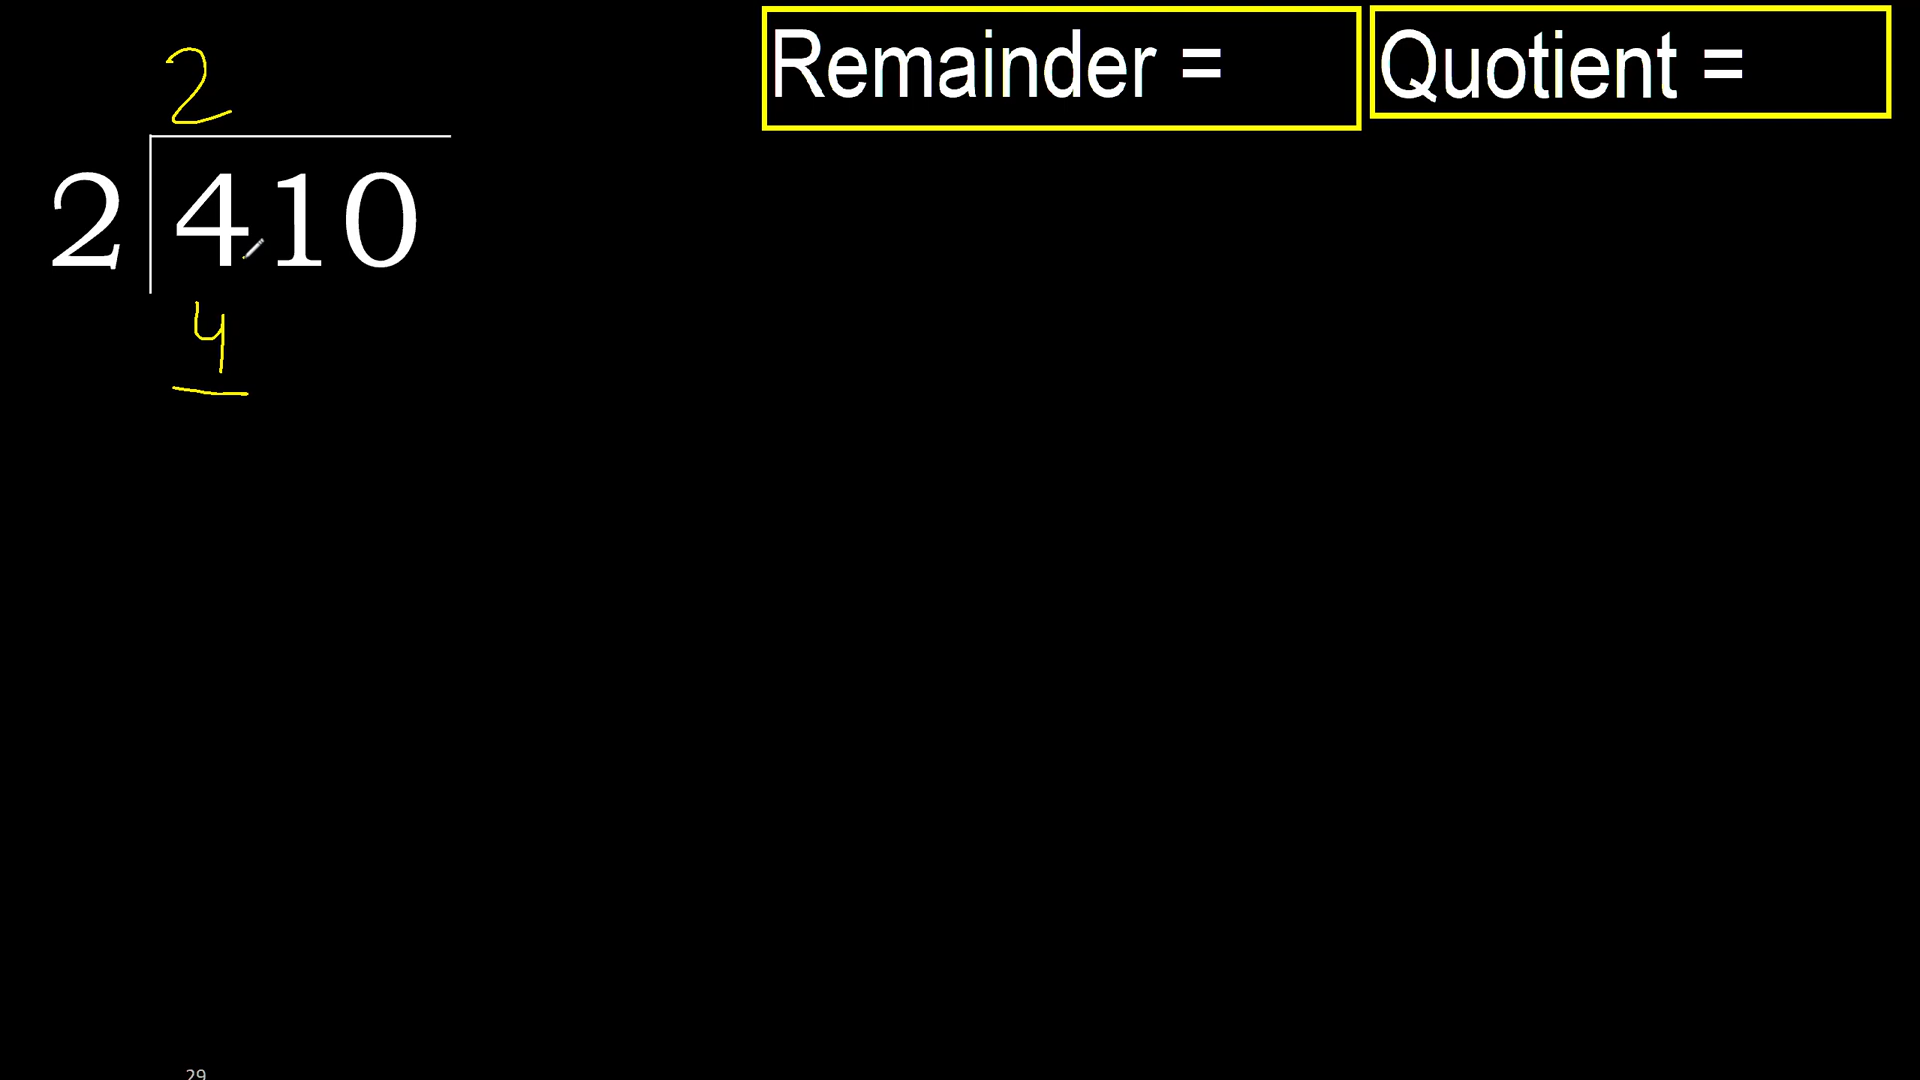 Remainder = Quotient =
2
2 410
4
29